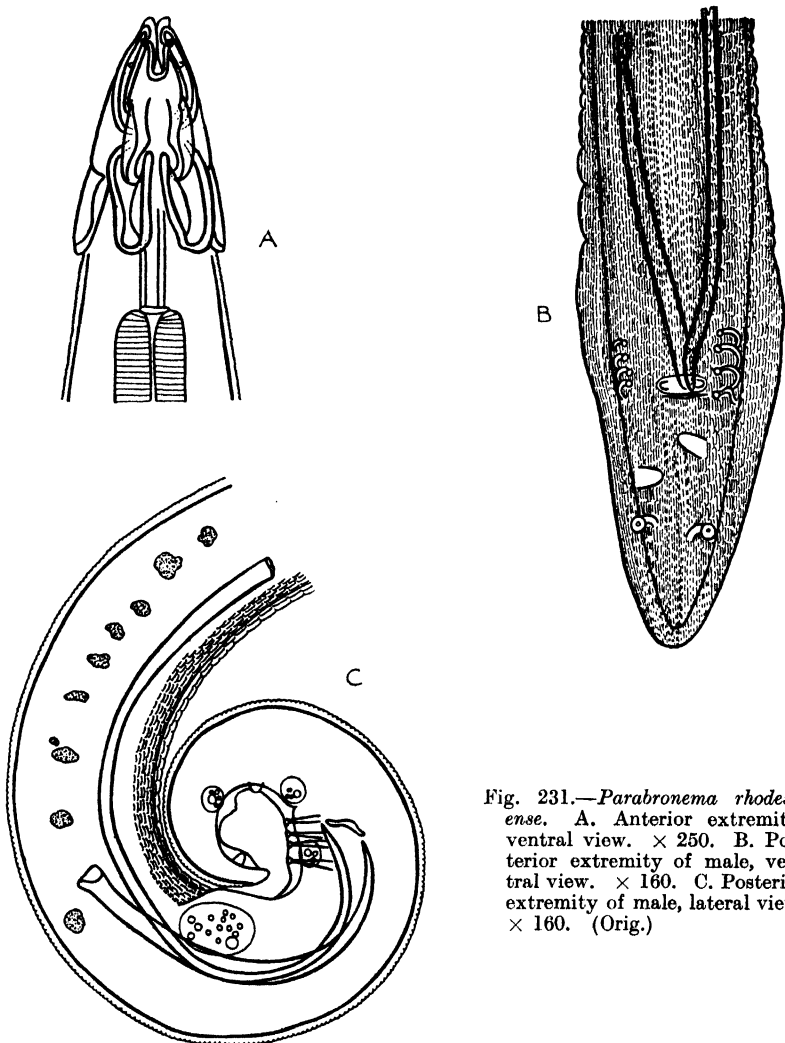 A
B
C
Fig. 231.—Parabronema rhodes
ense. A. Anterior extremit
ventral view. × 250. B. Po
terior extremity of male, ve
tral view. × 160. C. Posteri
extremity of male, lateral vie
× 160. (Orig.)